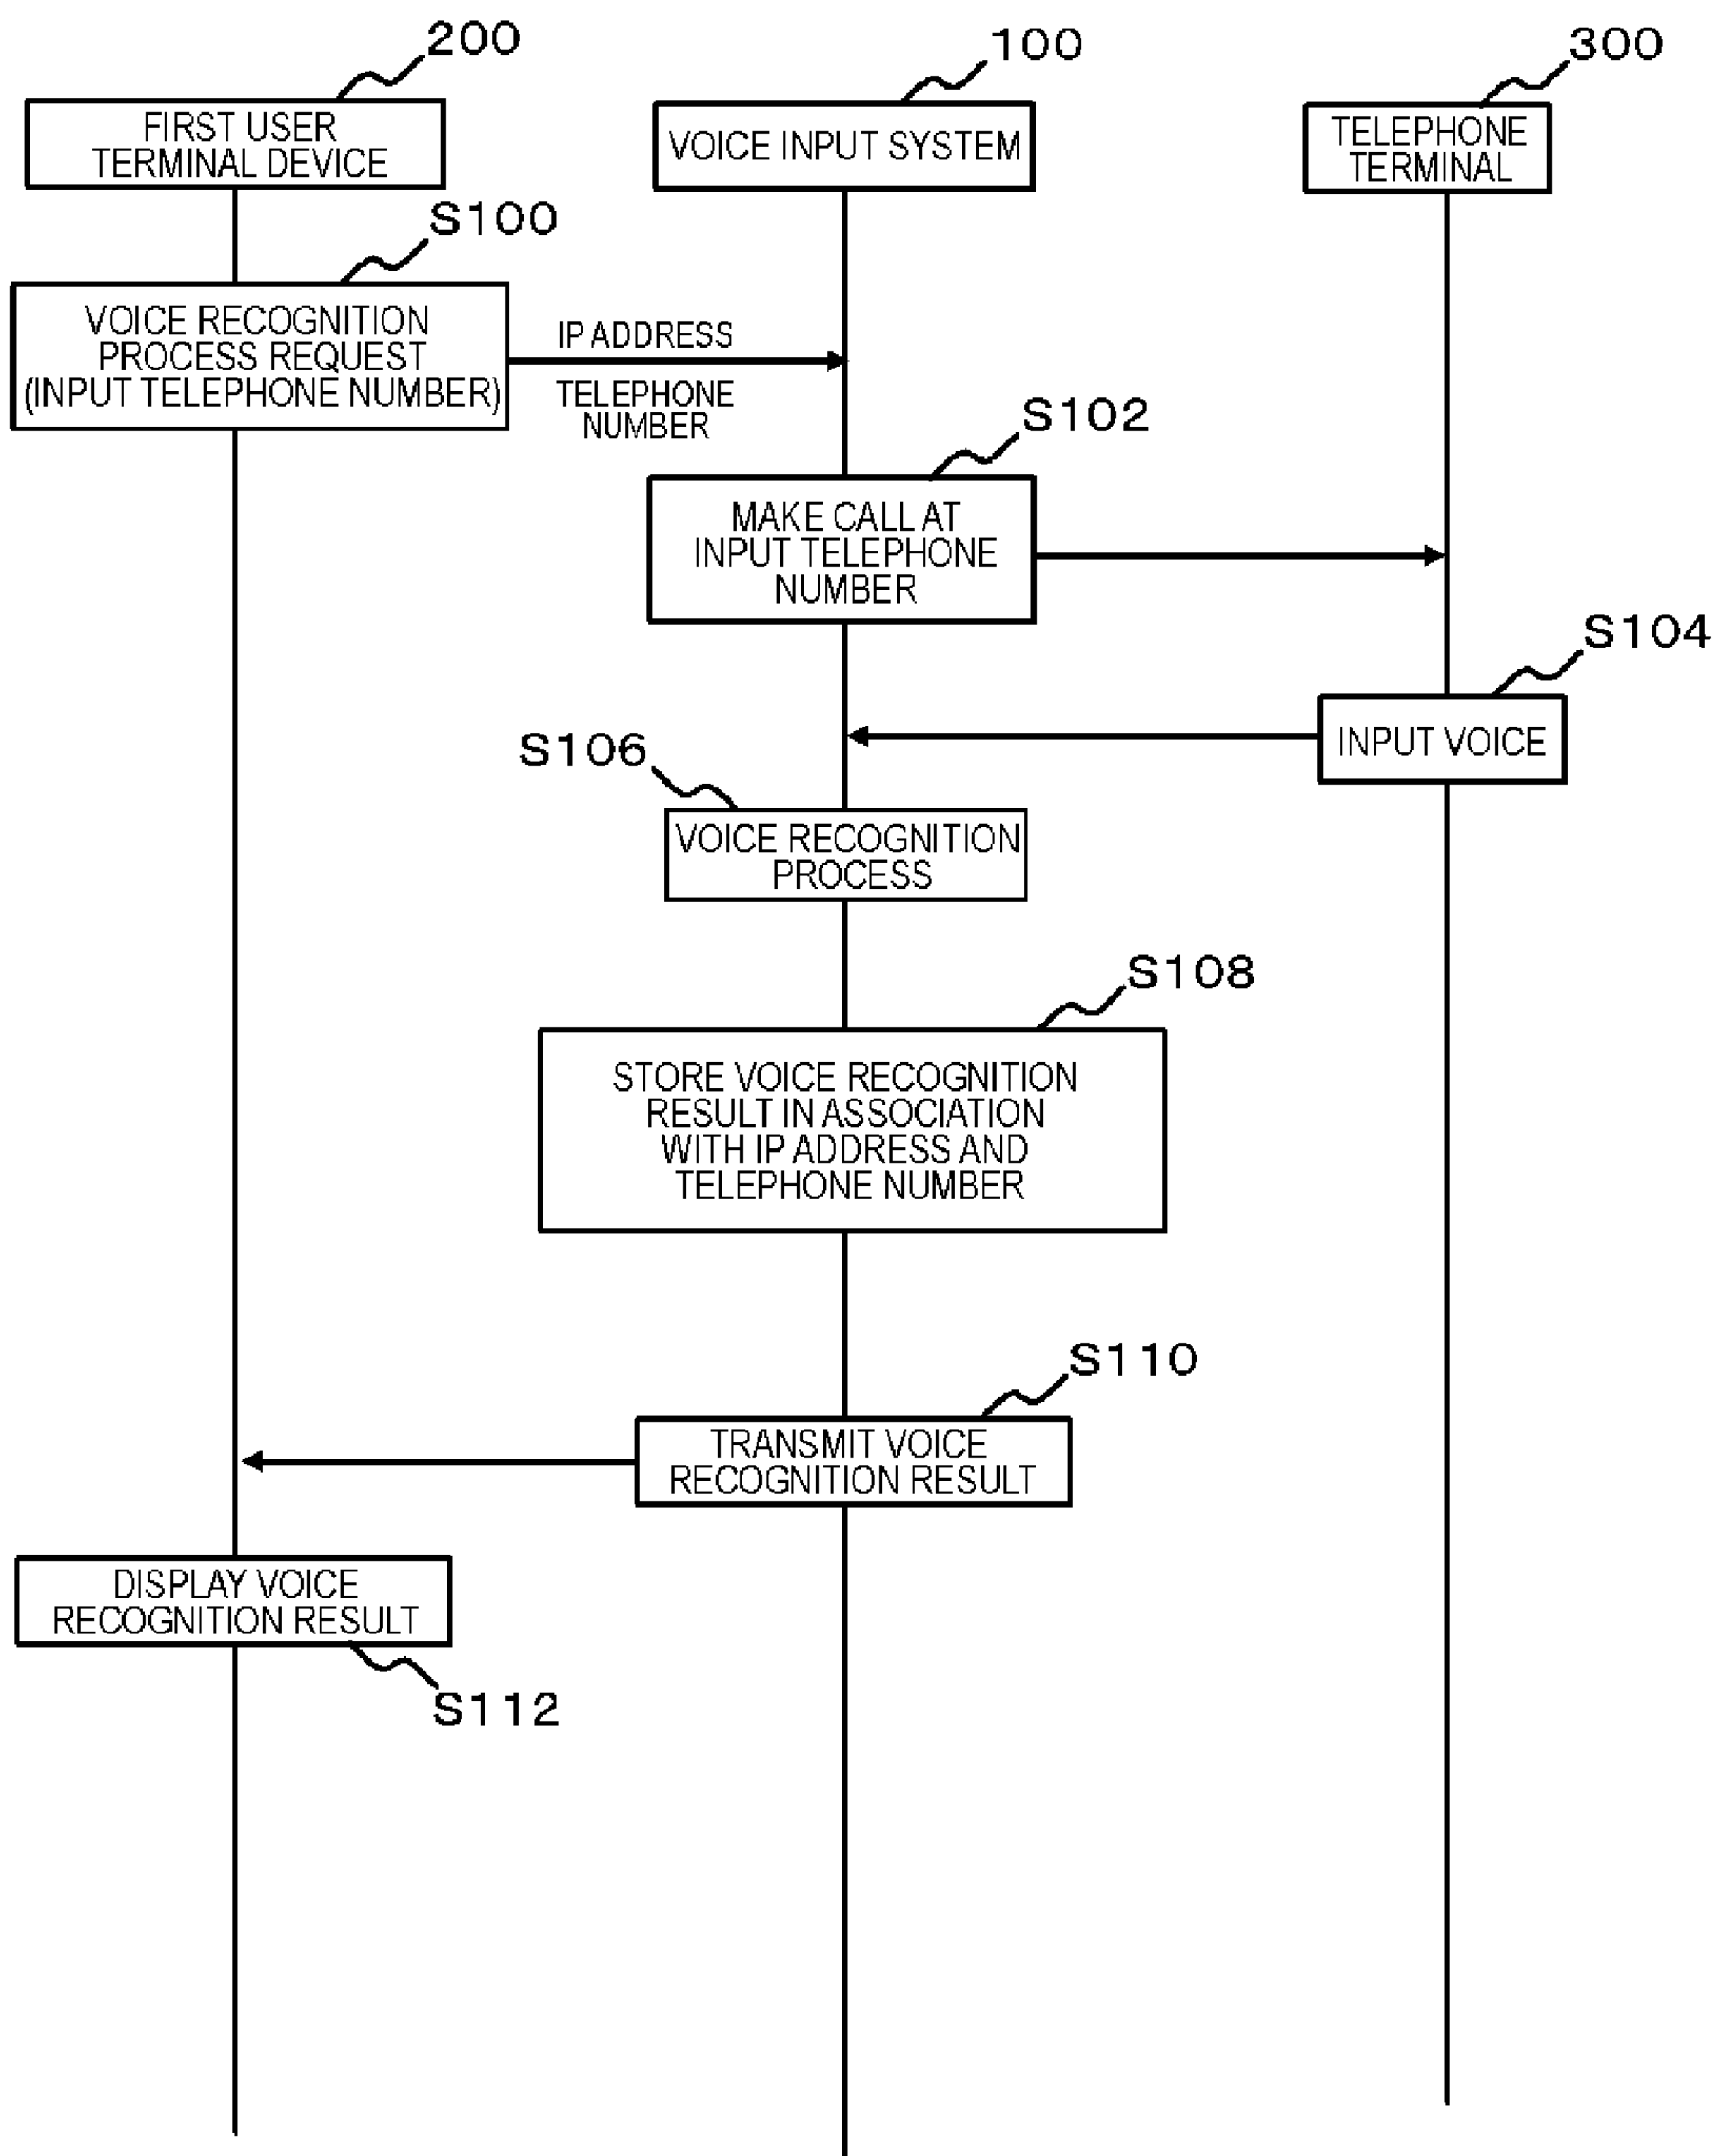 200
100
300
FIRST USER
TERMINAL DEVICE
VOICE INPUT SYSTEM
TELEPHONE
TERMINAL
S100
VOICE RECOGNITION
PROCESS REQUEST
(INPUT TELEPHONE NUMBER)
IP ADDRESS
TELEPHONE
NUMBER
S102
MAKE CALL AT
INPUT TELEPHONE
NUMBER
S104
INPUT VOICE
S106
VOICE RECOGNITION
PROCESS
S108
STORE VOICE RECOGNITION
RESULT IN ASSOCIATION
WITH IP ADDRESS AND
TELEPHONE NUMBER
S110
TRANSMIT VOICE
RECOGNITION RESULT
DISPLAY VOICE
RECOGNITION RESULT
S112